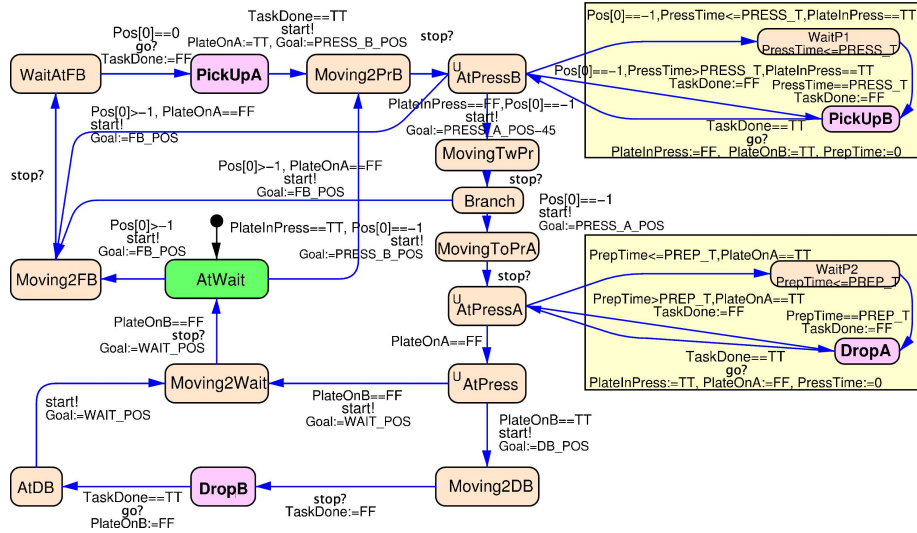 Pos[0]==0
go?
TaskDone:=FF
WaitAtFB
PickUpA
TaskDone==TT
start!
PlateOnA:=TT, Goal:=PRESS_B_POS
Moving2PrB
stop?
U
AtPressB
Pos[0]==-1,PressTime<=PRESS_T,PlateInPress==TT
WaitP1
PressTime<=PRESS_T
Pos[0]==-1,PressTime>PRESS_T,PlateInPress==TT
TaskDone:=FF
PressTime==PRESS_T
TaskDone:=FF
PickUpB
TaskDone==TT
go?
PlateInPress:=FF, PlateOnB:=TT, PrepTime:=0
Pos[0]>-1, PlateOnA==FF
start!
Goal:=FB_POS
PlateInPress==FF,Pos[0]==-1
start!
Goal:=PRESS_A_POS-45
MovingTwPr
stop?
stop?
Pos[0]>-1, PlateOnA==FF
start!
Goal:=FB_POS
Branch
Pos[0]==-1
start!
Goal:=PRESS_A_POS
Pos[0]>-1
start!
Goal:=FB_POS
PlateInPress==TT, Pos[0]==-1
start!
Goal:=PRESS_B_POS
MovingToPrA
Moving2FB
AtWait
stop?
U
AtPressA
PrepTime<=PREP_T,PlateOnA==TT
WaitP2
PrepTime<=PREP_T
PrepTime>PREP_T,PlateOnA==TT
TaskDone:=FF
PrepTime==PREP_T
TaskDone:=FF
DropA
TaskDone==TT
go?
PlateInPress:=TT, PlateOnA:=FF, PressTime:=0
PlateOnB==FF
stop?
Goal:=WAIT_POS
PlateOnA==FF
Moving2Wait
U
AtPress
PlateOnB==FF
start!
Goal:=WAIT_POS
start!
Goal:=WAIT_POS
PlateOnB==TT
start!
Goal:=DB_POS
AtDB
DropB
Moving2DB
TaskDone==TT
go?
PlateOnB:=FF
stop?
TaskDone:=FF